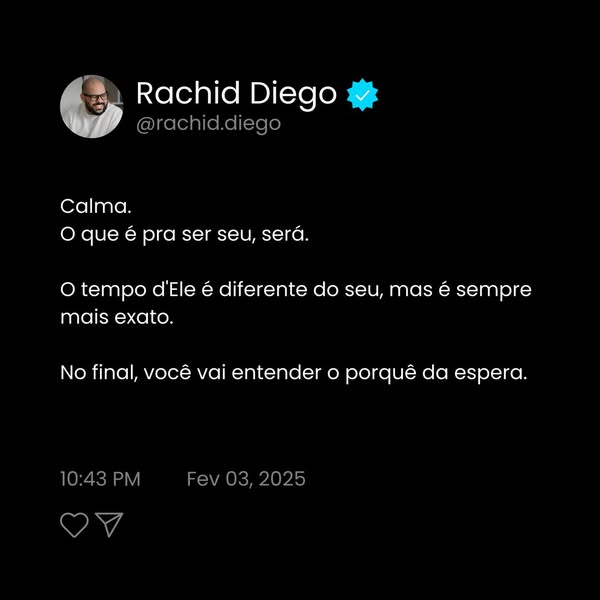 Rachid Diego
@rachid.diego
Calma.
O que é pra ser seu, será.
O tempo d'Ele é diferente do seu, mas é sempre
mais exato.
No final, você vai entender o porquê da espera.
10:43 PM Fev 03, 2025